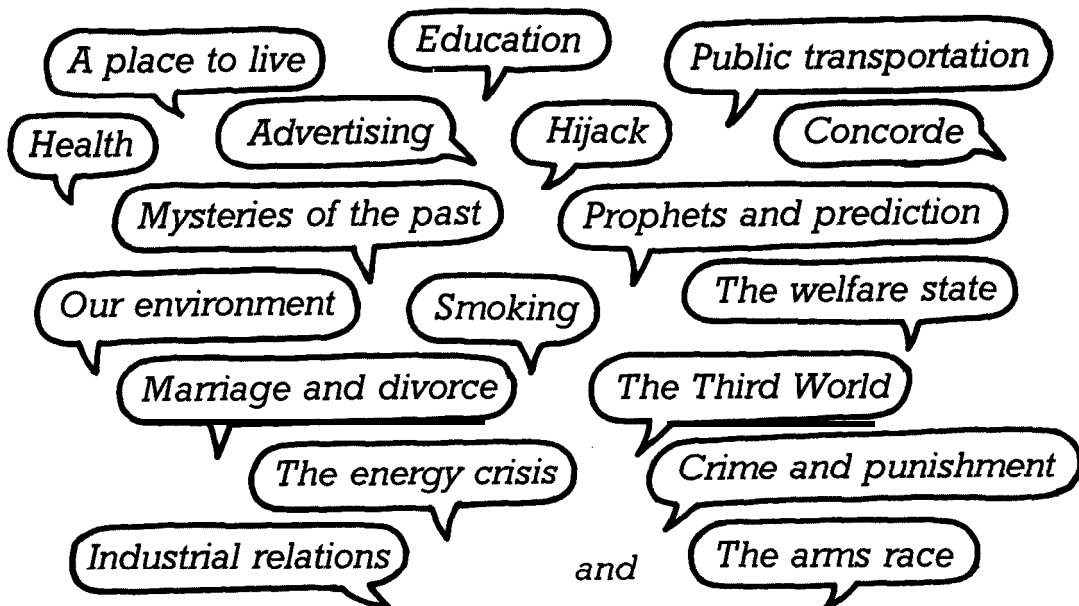 A place to live
Education
Public transportation
Health
Advertising
Hijack
Concorde
Mysteries of the past
Prophets and prediction
Our environment
Smoking
The welfare state
Marriage and divorce
The Third World
The energy crisis
Crime and punishment
Industrial relations
and
The arms race